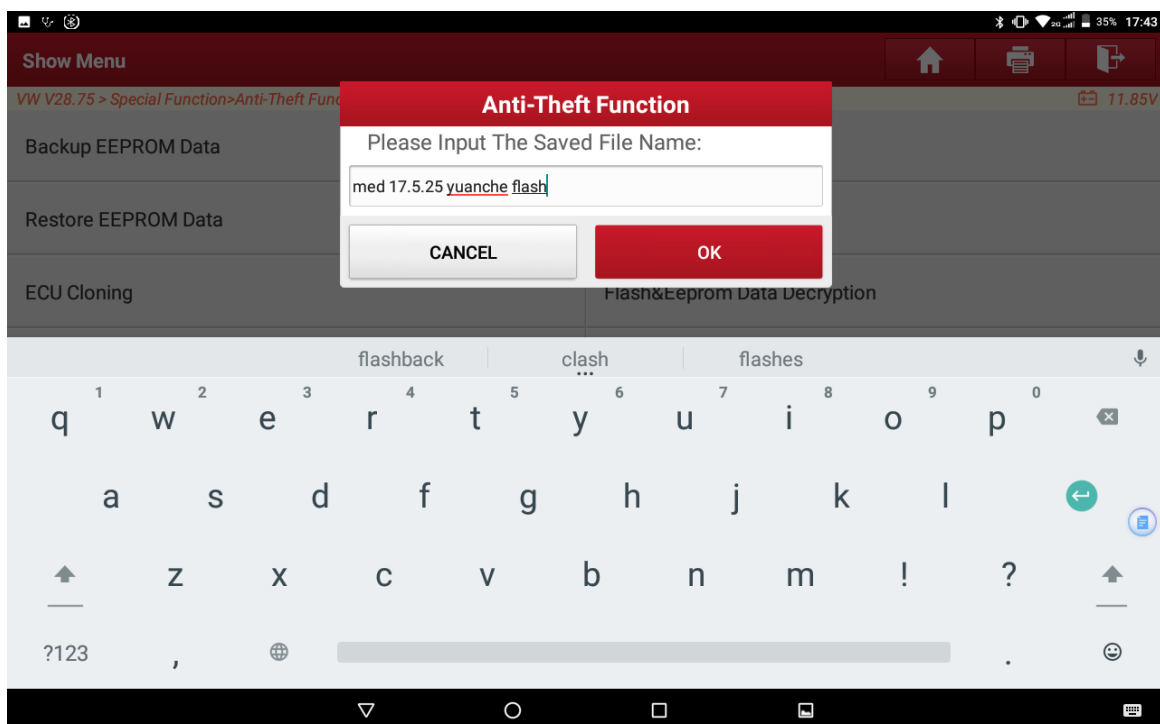 2G 35% 17:43
Show Menu
VW V28.75 > Special Function>Anti-Theft Func
11.85V
Anti-Theft Function
Please Input The Saved File Name:
med 17.5.25 yuanche flash
CANCEL
OK
Backup EEPROM Data
Restore EEPROM Data
ECU Cloning
Flash&Eeprom Data Decryption
flashback clash flashes
1 2 3 4 5 6 7 8 9 0
q w e r t y u i o p
a s d f g h j k l
z x c v b n m ! ?
?123 , .